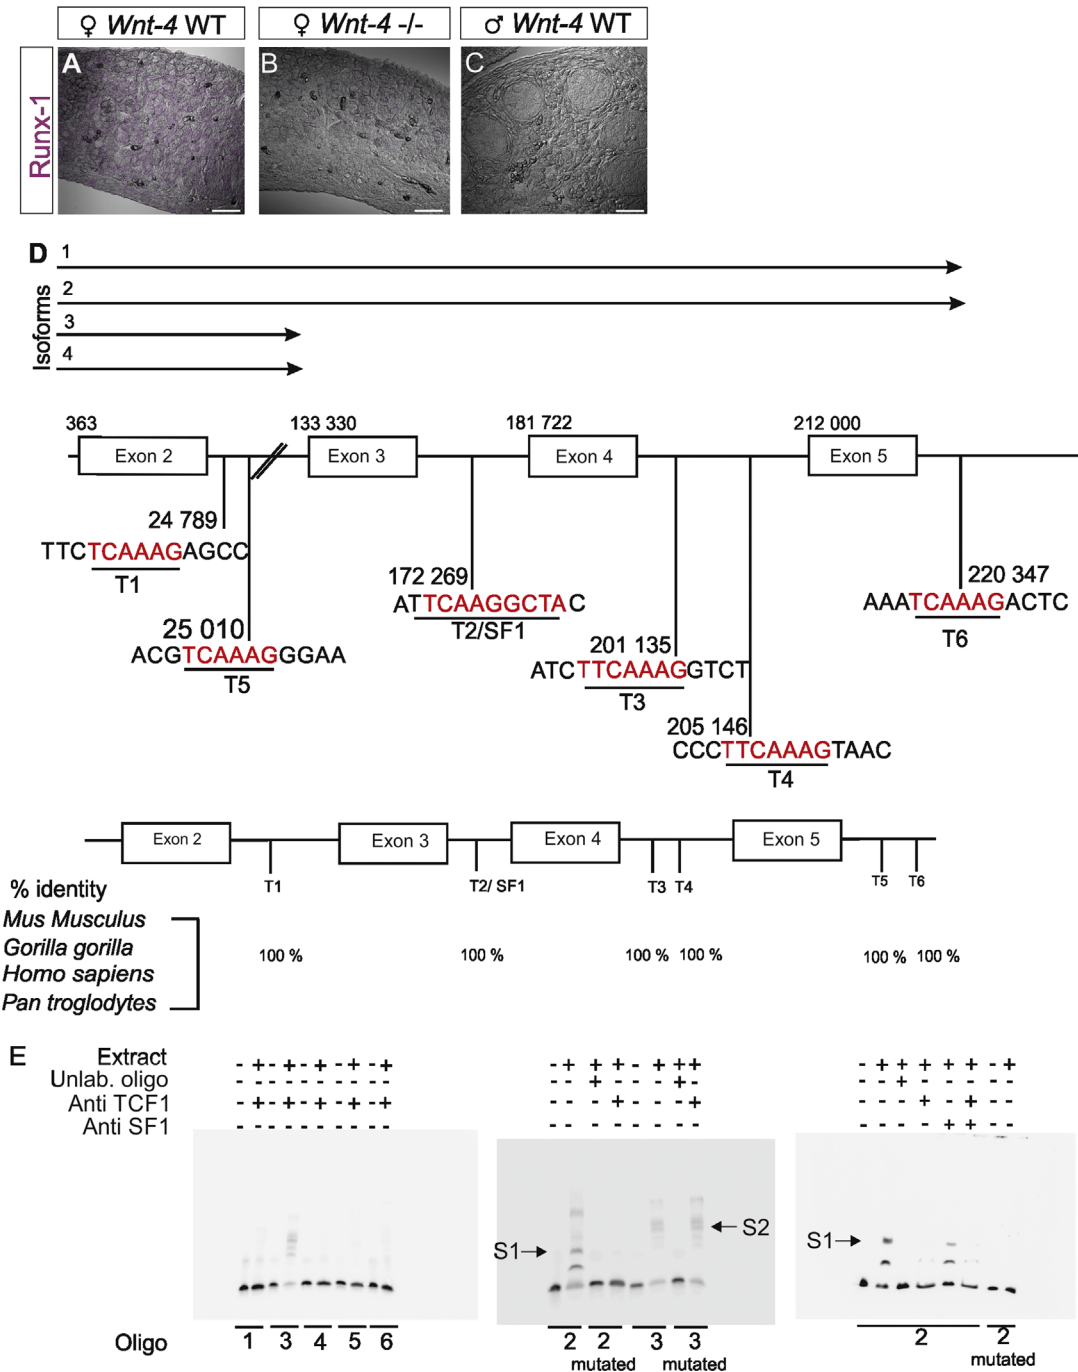 ♀ Wnt-4 WT
♀ Wnt-4 -/-
♂ Wnt-4 WT
Runx-1
A
B
C
D
Isoforms
1
2
3
4
363
133 330
181 722
212 000
Exon 2
Exon 3
Exon 4
Exon 5
24 789
TTCTCAAAGAGCC
T1
25 010
ACGTCAAAGGGAA
T5
172 269
ATTCAAGGCTAC
T2/SF1
201 135
ATCTTCAAAGGTCT
T3
205 146
CCCTTCAAAGTAAC
T4
220 347
AAATCAAAGACTC
T6
Exon 2
Exon 3
Exon 4
Exon 5
T1
T2/ SF1
T3
T4
T5
T6
% identity
Mus Musculus
Gorilla gorilla
Homo sapiens
Pan troglodytes
100 %
100 %
100 %
100 %
100 %
100 %
E
Extract - + - + - + - + - + - + + + - + + + - + + + + + - +
Unlab. oligo - - - - - - - - - - - - + - - - + - - - + - - - - -
Anti TCF1 - + - + - + - + - + - - - + - - - + - - - + - + - -
Anti SF1 - - - - - - - - - - - - - - - - - - - - - - + + - -
S1
S2
S1
Oligo
1
3
4
5
6
2
2
mutated
3
3
mutated
2
2
mutated